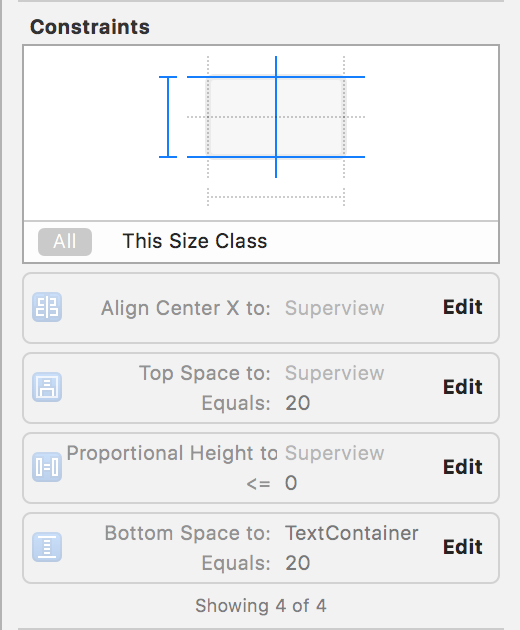 Constraints
All This Size Class
Align Center X to: Superview Edit
Top Space to: Superview
Edit
Equals: 20
Proportional Height to Superview
Edit
<= 0
Bottom Space to: TextContainer
Edit
Equals: 20
Showing 4 of 4